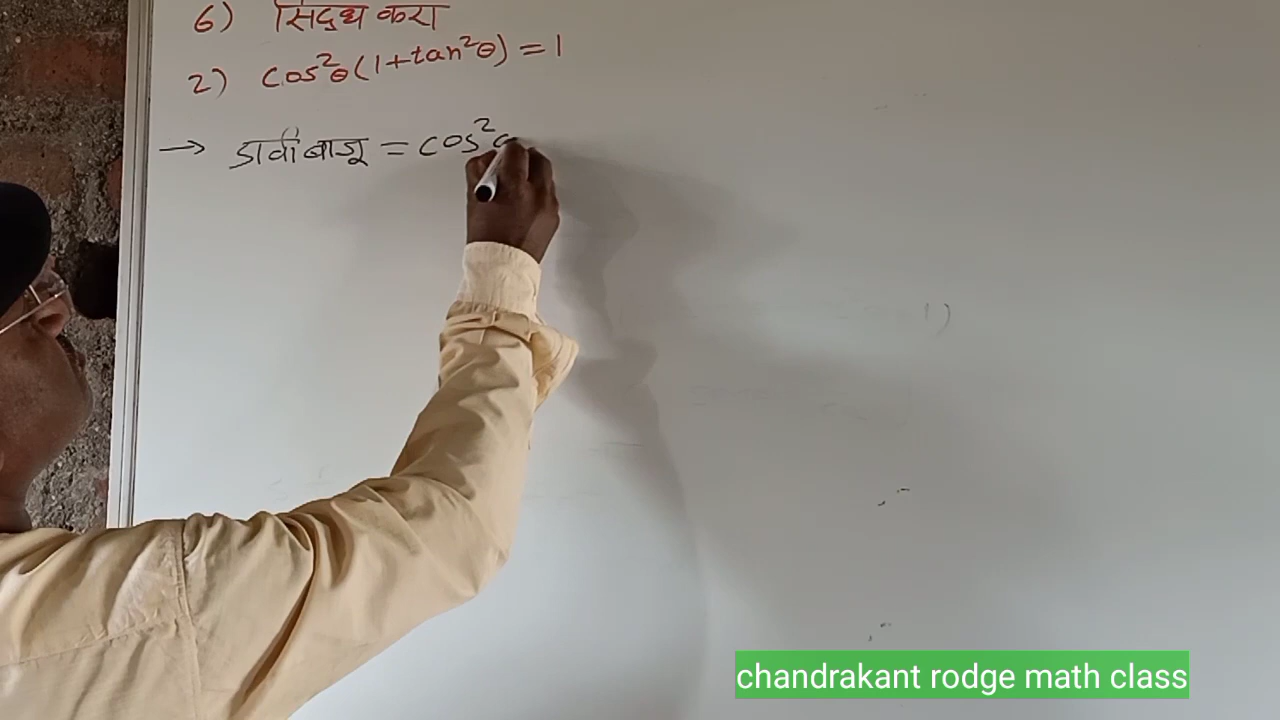 6) सिद्ध करा
2) cos²θ(1+tan²θ) = 1
→ डावी बाजू = cos²
chandrakant rodge math class